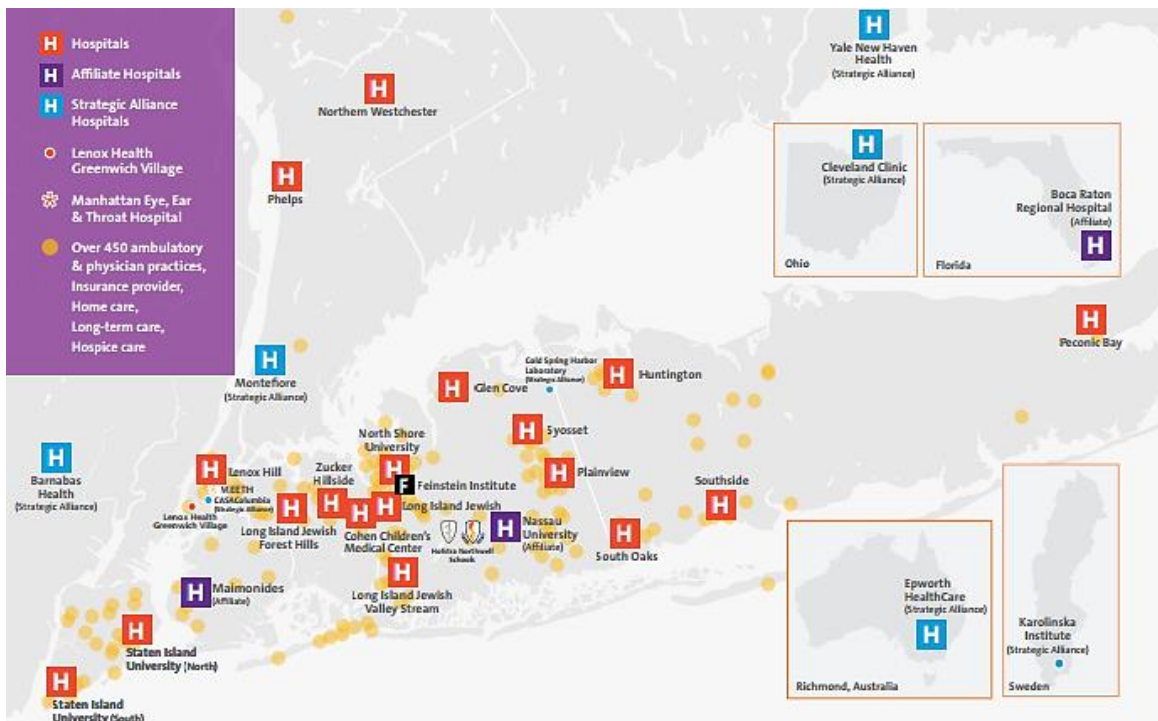 H Hospitals
H Affiliate Hospitals
H Strategic Alliance
Hospitals
Lenox Health
Greenwich Village
Manhattan Eye, Ear
& Throat Hospital
Over 450 ambulatory
& physician practices,
Insurance provider,
Home care,
Long-term care,
Hospice care
H
Northern Westchester
H
Phelps
H
Yale New Haven
Health
(Strategic Alliance)
H
Cleveland Clinic
(Strategic Alliance)
Ohio
Boca Raton
Regional Hospital
(Affiliate)
H
Florida
H
Peconic Bay
H
Montefiore
(Strategic Alliance)
H Glen Cove
Cold Spring Harbor
Laboratory
(Strategic Alliance)
H Huntington
H Syosset
H Plainview
North Shore
University
H
F Feinstein Institute
H
Barnabas
Health
(Strategic Alliance)
H Lenox Hill
MEETH
CASAColumbia
(Strategic Alliance)
Lenox Health
Greenwich Village
H
Long Island Jewish
Forest Hills
Zucker
Hillside
H
H
Cohen Children's
Medical Center
H Long Island Jewish
Hofstra Northwell
Schools
H Nassau
University
(Affiliate)
H
South Oaks
Southside
H
H
Long Island Jewish
Valley Stream
H Maimonides
(Affiliate)
H
Staten Island
University (North)
H
Staten Island
University (South)
Epworth
HealthCare
(Strategic Alliance)
H
Richmond, Australia
Karolinska
Institute
(Strategic Alliance)
Sweden